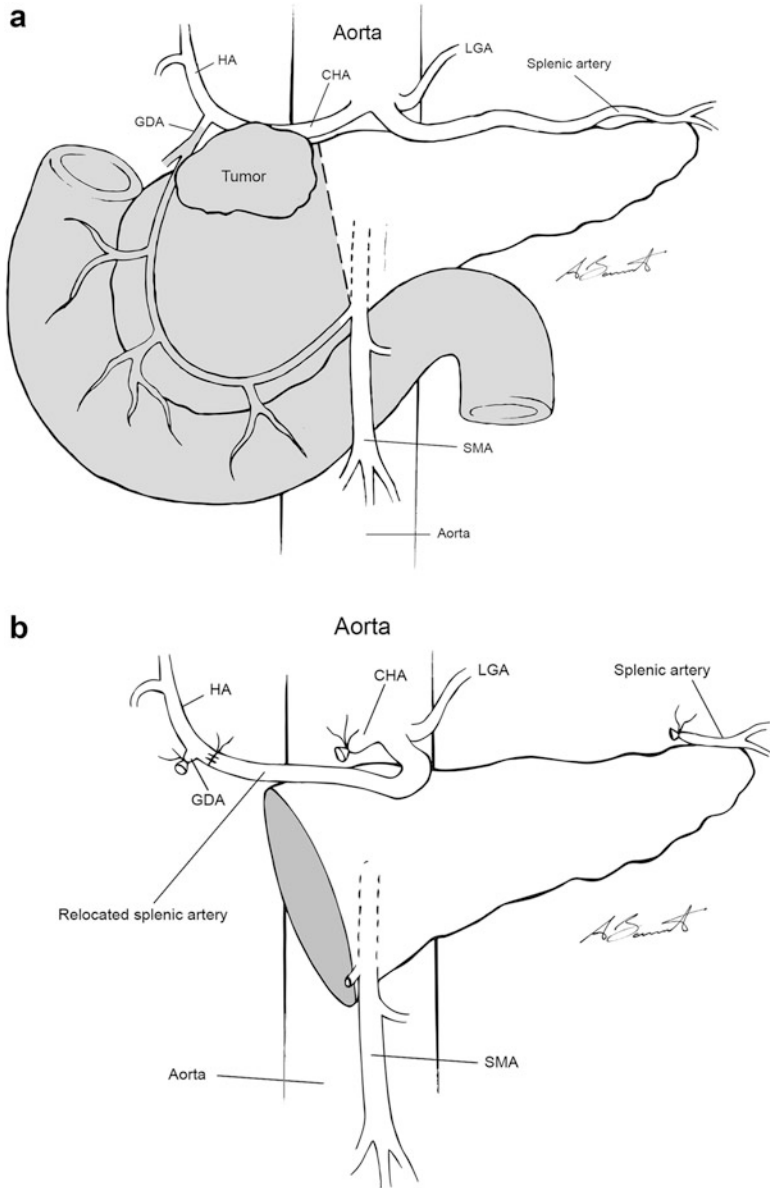 a
Aorta
HA
CHA
LGA
Splenic artery
GDA
Tumor
SMA
Aorta
b
Aorta
HA
CHA
LGA
Splenic artery
GDA
Relocated splenic artery
SMA
Aorta